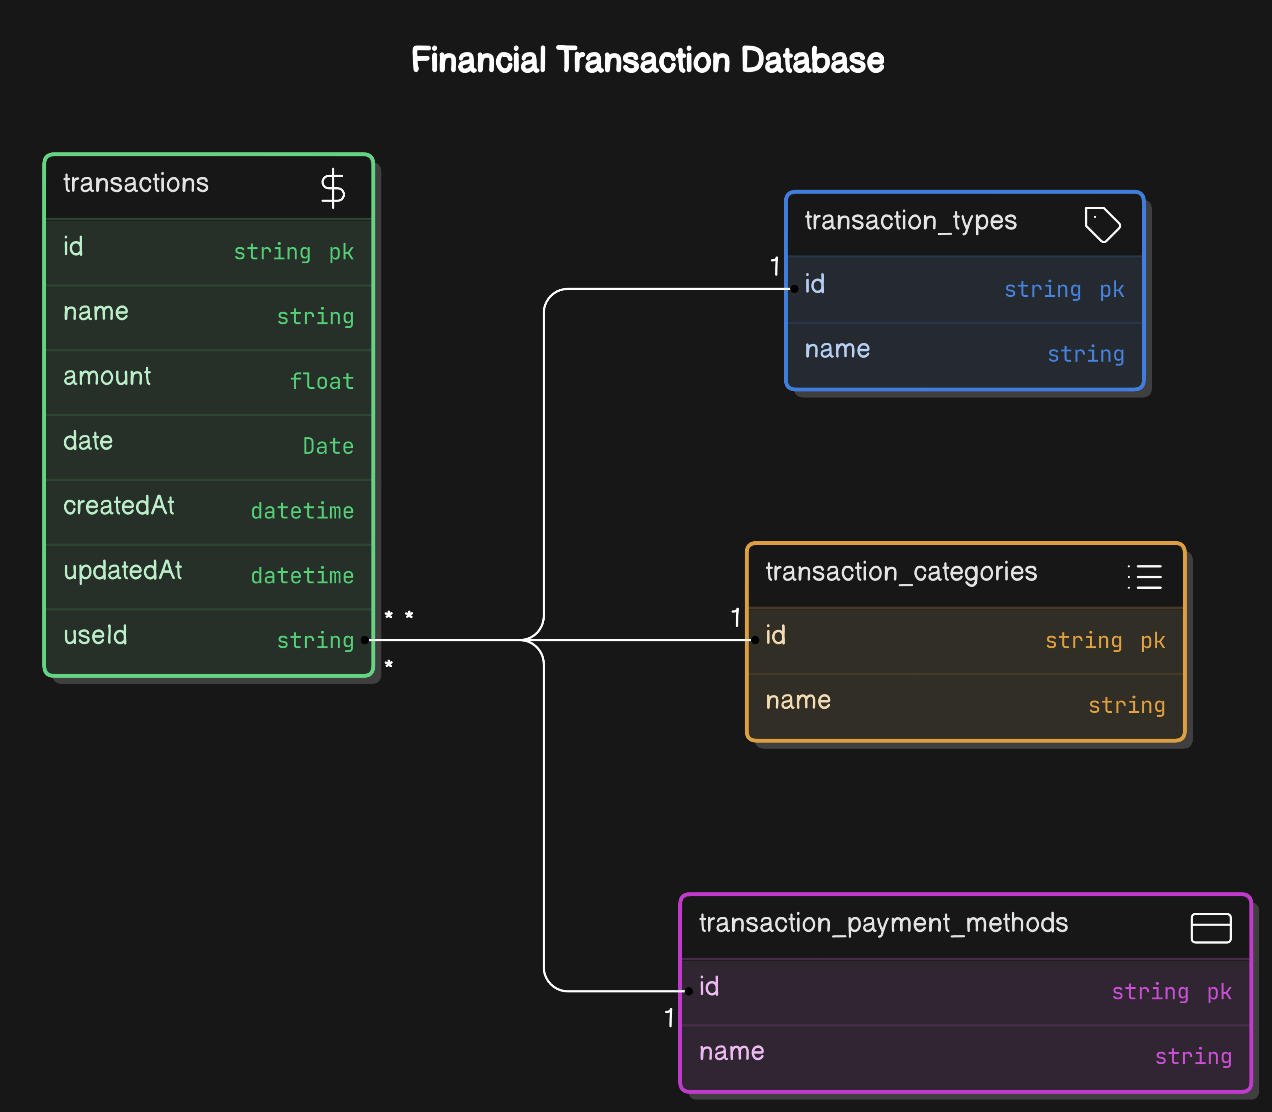 Financial Transaction Database
transactions
id string pk
name string
amount float
date Date
createdAt datetime
updatedAt datetime
useId string
* *
*
transaction_types
1
id string pk
name string
transaction_categories
1
id string pk
name string
transaction_payment_methods
id string pk
1
name string